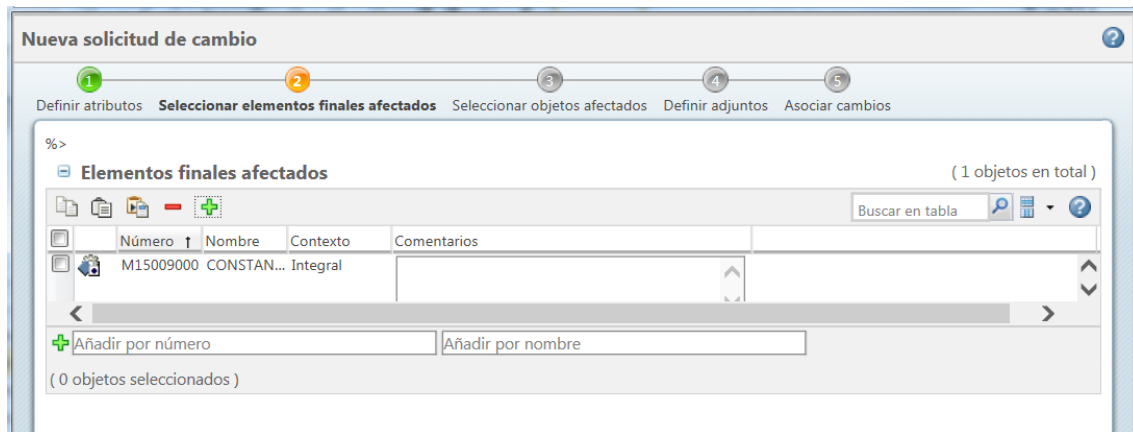 Nueva solicitud de cambio
1 2 3 4 5
Definir atributos Seleccionar elementos finales afectados Seleccionar objetos afectados Definir adjuntos Asociar cambios
%>
Elementos finales afectados ( 1 objetos en total )
Buscar en tabla
Número ↑ Nombre Contexto Comentarios
M15009000 CONSTAN... Integral
Añadir por número Añadir por nombre
( 0 objetos seleccionados )